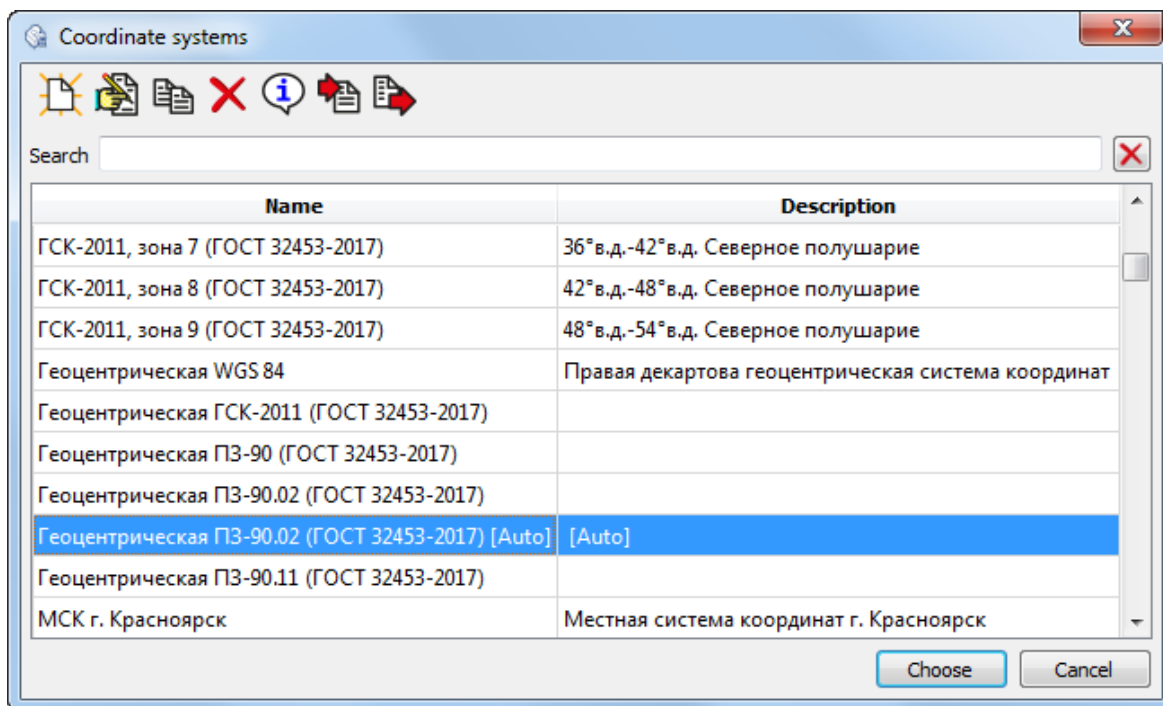 Coordinate systems
Search
Name Description
ГСК-2011, зона 7 (ГОСТ 32453-2017) 36°в.д.-42°в.д. Северное полушарие
ГСК-2011, зона 8 (ГОСТ 32453-2017) 42°в.д.-48°в.д. Северное полушарие
ГСК-2011, зона 9 (ГОСТ 32453-2017) 48°в.д.-54°в.д. Северное полушарие
Геоцентрическая WGS 84 Правая декартова геоцентрическая система координат
Геоцентрическая ГСК-2011 (ГОСТ 32453-2017)
Геоцентрическая ПЗ-90 (ГОСТ 32453-2017)
Геоцентрическая ПЗ-90.02 (ГОСТ 32453-2017)
Геоцентрическая ПЗ-90.02 (ГОСТ 32453-2017) [Auto] [Auto]
Геоцентрическая ПЗ-90.11 (ГОСТ 32453-2017)
МСК г. Красноярск Местная система координат г. Красноярск
Choose Cancel